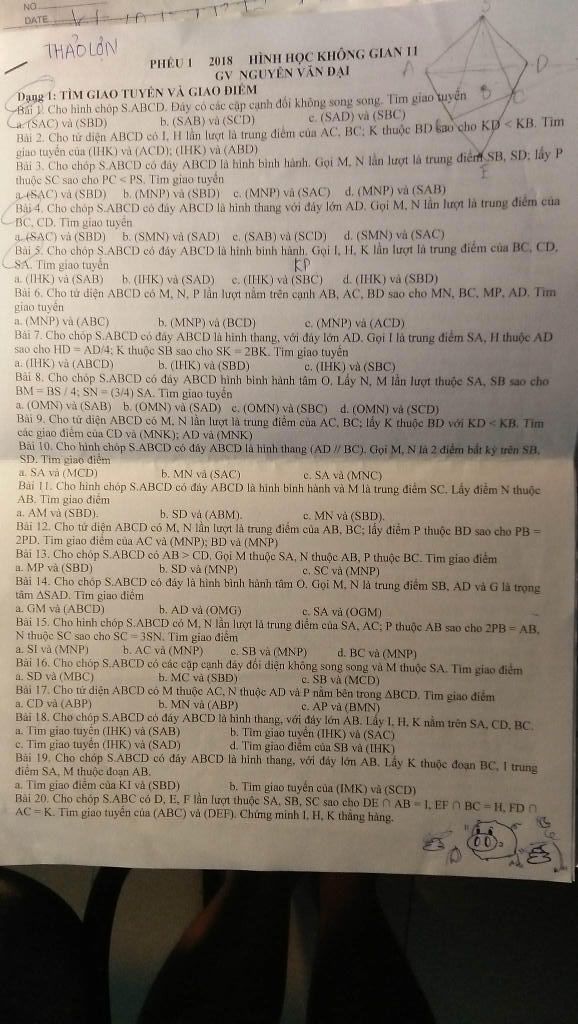 NO.
DATE
THẢO LỘN
PHÊU 1 2018 HÌNH HỌC KHÔNG GIAN 11
GV NGUYỄN VĂN ĐẠI
Dạng 1: TÌM GIAO TUYẾN VÀ GIAO ĐIỂM
Bài 1. Cho hình chóp S.ABCD. Đáy có các cặp cạnh đối không song song. Tìm giao tuyến
a. (SAC) và (SBD) b. (SAB) và (SCD) c. (SAD) và (SBC)
Bài 2. Cho tứ diện ABCD có I, H lần lượt là trung điểm của AC, BC; K thuộc BD sao cho KD < KB. Tìm
giao tuyến của (IHK) và (ACD); (IHK) và (ABD)
Bài 3. Cho chóp S.ABCD có đáy ABCD là hình bình hành. Gọi M, N lần lượt là trung điểm SB, SD; lấy P
thuộc SC sao cho PC < PS. Tìm giao tuyến
a. (SAC) và (SBD) b. (MNP) và (SBD) c. (MNP) và (SAC) d. (MNP) và (SAB)
Bài 4. Cho chóp S.ABCD có đáy ABCD là hình thang với đáy lớn AD. Gọi M, N lần lượt là trung điểm của
BC, CD. Tìm giao tuyến
a. (SAC) và (SBD) b. (SMN) và (SAD) c. (SAB) và (SCD) d. (SMN) và (SAC)
Bài 5. Cho chóp S.ABCD có đáy ABCD là hình bình hành. Gọi I, H, K lần lượt là trung điểm của BC, CD,
SA. Tìm giao tuyến
KP
a. (IHK) và (SAB) b. (IHK) và (SAD) c. (IHK) và (SBC) d. (IHK) và (SBD)
Bài 6. Cho tứ diện ABCD có M, N, P lần lượt nằm trên cạnh AB, AC, BD sao cho MN, BC, MP, AD. Tìm
giao tuyến
a. (MNP) và (ABC) b. (MNP) và (BCD) c. (MNP) và (ACD)
Bài 7. Cho chóp S.ABCD có đáy ABCD là hình thang, với đáy lớn AD. Gọi I là trung điểm SA, H thuộc AD
sao cho HD = AD/4; K thuộc SB sao cho SK = 2BK. Tìm giao tuyến
a. (IHK) và (ABCD) b. (IHK) và (SBD) c. (IHK) và (SBC)
Bài 8. Cho chóp S.ABCD có đáy ABCD hình bình hành tâm O. Lấy N, M lần lượt thuộc SA, SB sao cho
BM = BS / 4; SN = (3/4) SA. Tìm giao tuyến
a. (OMN) và (SAB) b. (OMN) và (SAD) c. (OMN) và (SBC) d. (OMN) và (SCD)
Bài 9. Cho tứ diện ABCD có M, N lần lượt là trung điểm của AC, BC; lấy K thuộc BD với KD < KB. Tìm
các giao điểm của CD và (MNK); AD và (MNK)
Bài 10. Cho hình chóp S.ABCD có đáy ABCD là hình thang (AD // BC). Gọi M, N là 2 điểm bất kỳ trên SB,
SD. Tìm giao điểm
a. SA và (MCD) b. MN và (SAC) c. SA và (MNC)
Bài 11. Cho hình chóp S.ABCD có đáy ABCD là hình bình hành và M là trung điểm SC. Lấy điểm N thuộc
AB. Tìm giao điểm
a. AM và (SBD). b. SD và (ABM). c. MN và (SBD).
Bài 12. Cho tứ diện ABCD có M, N lần lượt là trung điểm của AB, BC; lấy điểm P thuộc BD sao cho PB =
2PD. Tìm giao điểm của AC và (MNP); BD và (MNP)
Bài 13. Cho chóp S.ABCD có AB > CD. Gọi M thuộc SA, N thuộc AB, P thuộc BC. Tìm giao điểm
a. MP và (SBD) b. SD và (MNP) c. SC và (MNP)
Bài 14. Cho chóp S.ABCD có đáy là hình bình hành tâm O. Gọi M, N là trung điểm SB, AD và G là trọng
tâm ΔSAD. Tìm giao điểm
a. GM và (ABCD) b. AD và (OMG) c. SA và (OGM)
Bài 15. Cho hình chóp S.ABCD có M, N lần lượt là trung điểm của SA, AC; P thuộc AB sao cho 2PB = AB,
N thuộc SC sao cho SC = 3SN. Tìm giao điểm
a. SI và (MNP) b. AC và (MNP) c. SB và (MNP) d. BC và (MNP)
Bài 16. Cho chóp S.ABCD có các cặp cạnh đáy đối diện không song song và M thuộc SA. Tìm giao điểm
a. SD và (MBC) b. MC và (SBD) c. SB và (MCD)
Bài 17. Cho tứ diện ABCD có M thuộc AC, N thuộc AD và P nằm bên trong ΔBCD. Tìm giao điểm
a. CD và (ABP) b. MN và (ABP) c. AP và (BMN)
Bài 18. Cho chóp S.ABCD có đáy ABCD là hình thang, với đáy lớn AB. Lấy I, H, K nằm trên SA, CD, BC.
a. Tìm giao tuyến (IHK) và (SAB) b. Tìm giao tuyến (IHK) và (SAC)
c. Tìm giao tuyến (IHK) và (SAD) d. Tìm giao điểm của SB và (IHK)
Bài 19. Cho chóp S.ABCD có đáy ABCD là hình thang, với đáy lớn AB. Lấy K thuộc đoạn BC, I trung
điểm SA, M thuộc đoạn AB.
a. Tìm giao điểm của KI và (SBD) b. Tìm giao tuyến của (IMK) và (SCD)
Bài 20. Cho chóp S.ABC có D, E, F lần lượt thuộc SA, SB, SC sao cho DE ∩ AB = I, EF ∩ BC = H, FD ∩
AC = K. Tìm giao tuyến của (ABC) và (DEF). Chứng minh I, H, K thẳng hàng.
S
A
D
B
C
E